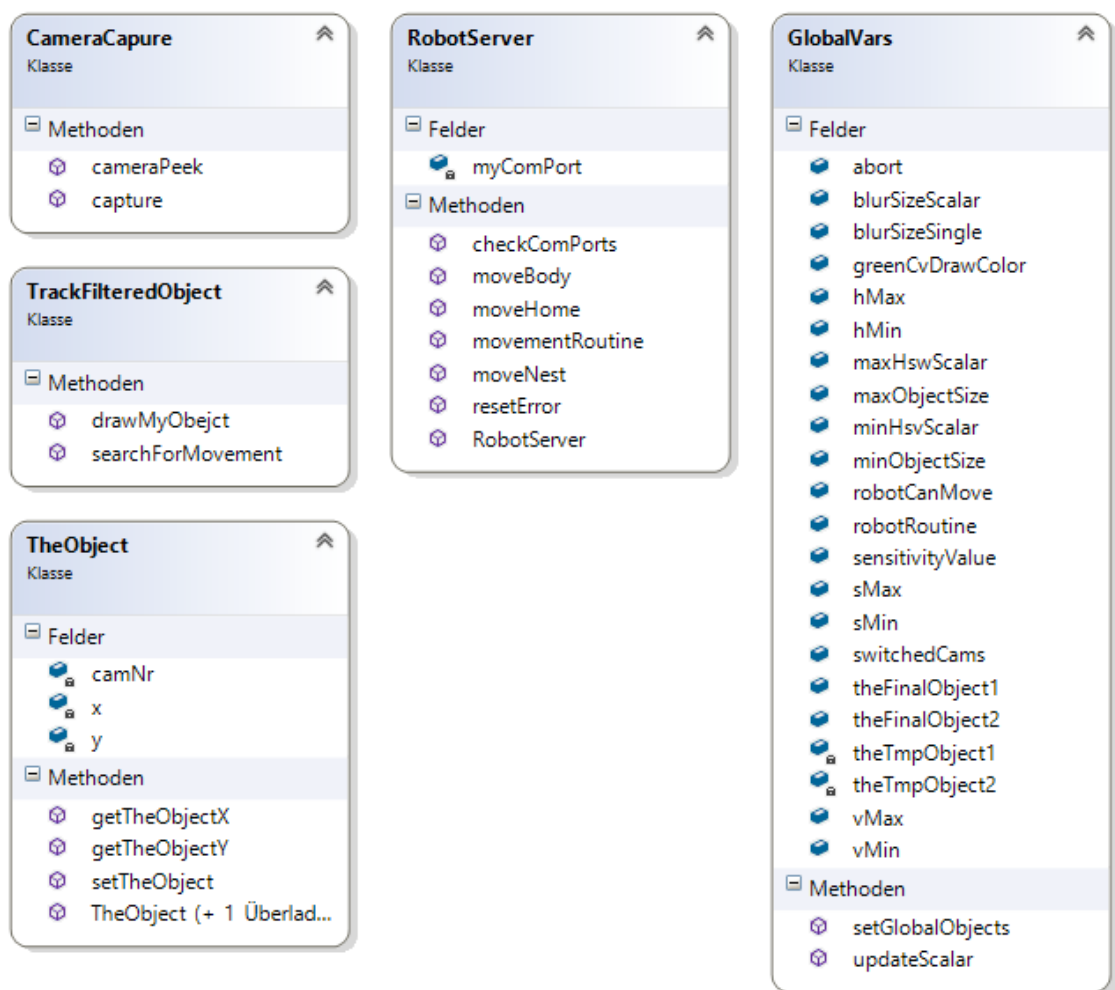 CameraCapure
Klasse
Methoden
cameraPeek
capture
TrackFilteredObject
Klasse
Methoden
drawMyObejct
searchForMovement
TheObject
Klasse
Felder
camNr
x
y
Methoden
getTheObjectX
getTheObjectY
setTheObject
TheObject (+ 1 Überlad...
RobotServer
Klasse
Felder
myComPort
Methoden
checkComPorts
moveBody
moveHome
movementRoutine
moveNest
resetError
RobotServer
GlobalVars
Klasse
Felder
abort
blurSizeScalar
blurSizeSingle
greenCvDrawColor
hMax
hMin
maxHswScalar
maxObjectSize
minHsvScalar
minObjectSize
robotCanMove
robotRoutine
sensitivityValue
sMax
sMin
switchedCams
theFinalObject1
theFinalObject2
theTmpObject1
theTmpObject2
vMax
vMin
Methoden
setGlobalObjects
updateScalar